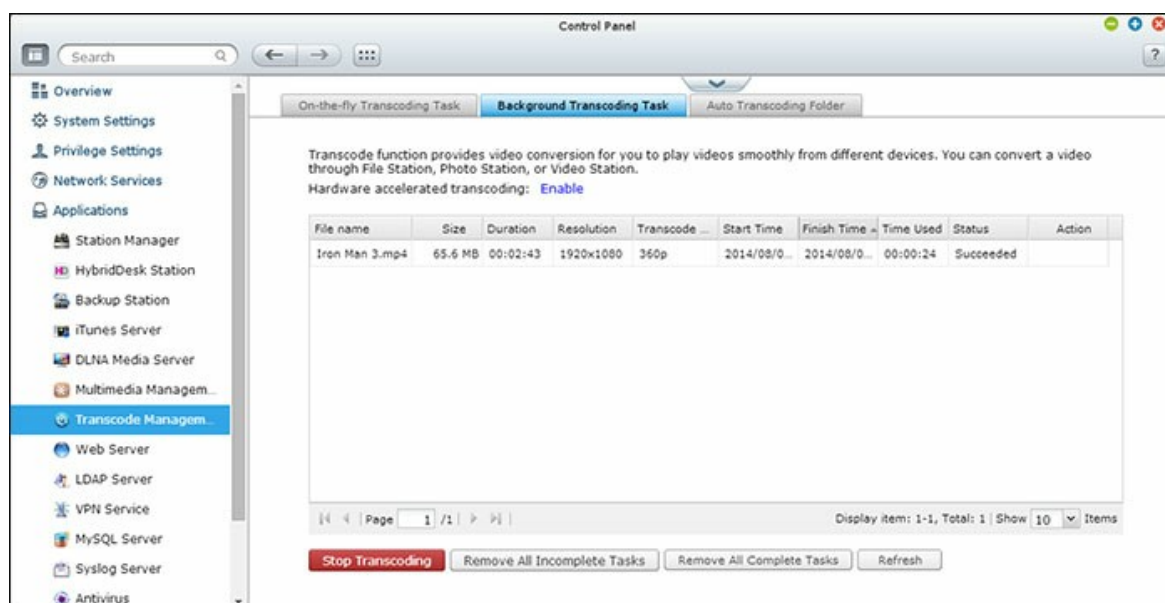 Control Panel
Search
?
Overview
System Settings
Privilege Settings
Network Services
Applications
Station Manager
HD HybridDesk Station
Backup Station
iTunes Server
DLNA Media Server
Multimedia Managem...
Transcode Managem...
Web Server
LDAP Server
VPN Service
MySQL Server
Syslog Server
Antivirus
On-the-fly Transcoding Task Background Transcoding Task Auto Transcoding Folder
Transcode function provides video conversion for you to play videos smoothly from different devices. You can convert a video
through File Station, Photo Station, or Video Station.
Hardware accelerated transcoding: Enable
File name Size Duration Resolution Transcode ... Start Time Finish Time Time Used Status Action
Iron Man 3.mp4 65.6 MB 00:02:43 1920x1080 360p 2014/08/0... 2014/08/0... 00:00:24 Succeeded
Page 1 /1 Display item: 1-1, Total: 1 Show 10 Items
Stop Transcoding Remove All Incomplete Tasks Remove All Complete Tasks Refresh